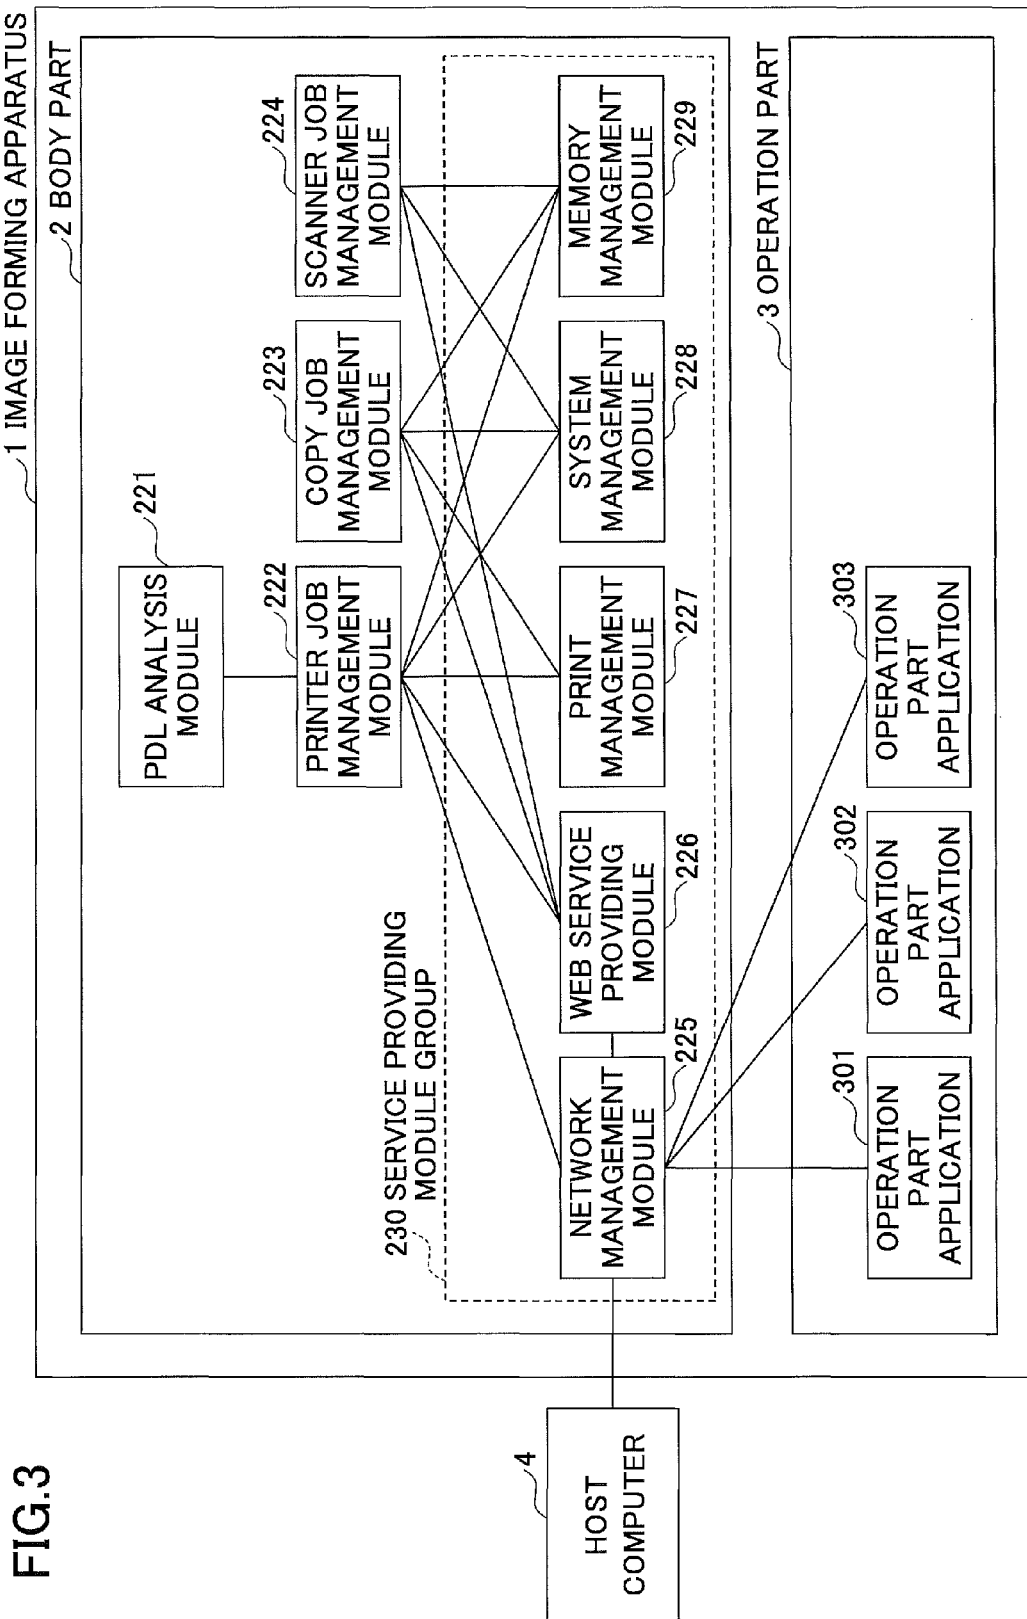 FIG.3
1 IMAGE FORMING APPARATUS
2 BODY PART
PDL ANALYSIS
MODULE
221
222
PRINTER JOB
MANAGEMENT
MODULE
223
COPY JOB
MANAGEMENT
MODULE
224
SCANNER JOB
MANAGEMENT
MODULE
230 SERVICE PROVIDING
MODULE GROUP
NETWORK
MANAGEMENT
MODULE
225
WEB SERVICE
PROVIDING
MODULE
226
PRINT
MANAGEMENT
MODULE
227
SYSTEM
MANAGEMENT
MODULE
228
MEMORY
MANAGEMENT
MODULE
229
4
HOST
COMPUTER
3 OPERATION PART
301
OPERATION
PART
APPLICATION
302
OPERATION
PART
APPLICATION
303
OPERATION
PART
APPLICATION